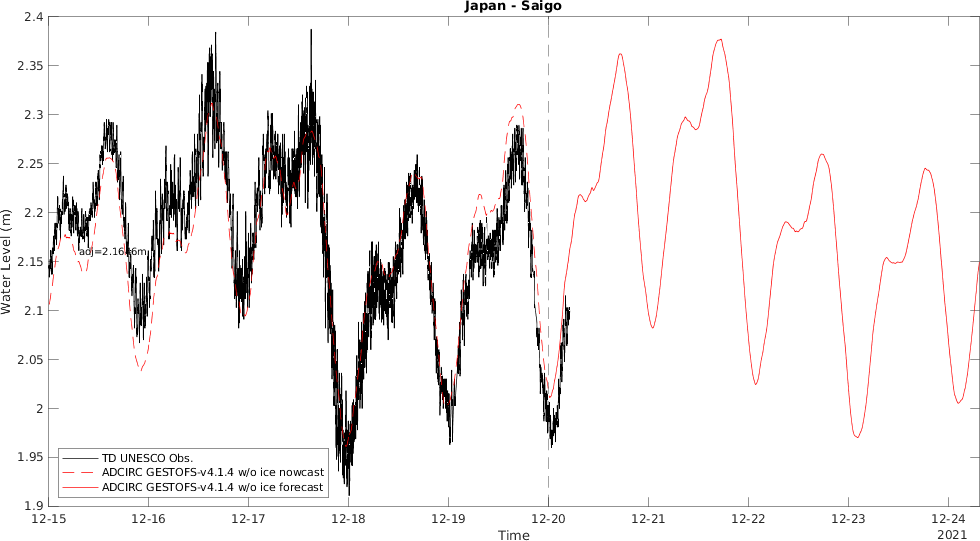 Japan - Saigo
2.4
2.35
2.3
2.25
2.2
2.15
2.1
2.05
2
1.95
1.9
Water Level (m)
TD UNESCO Obs.
ADCIRC GESTOFS-v4.1.4 w/o ice nowcast
ADCIRC GESTOFS-v4.1.4 w/o ice forecast
12-15 12-16 12-17 12-18 12-19 12-20 12-21 12-22 12-23 12-24
Time
2021